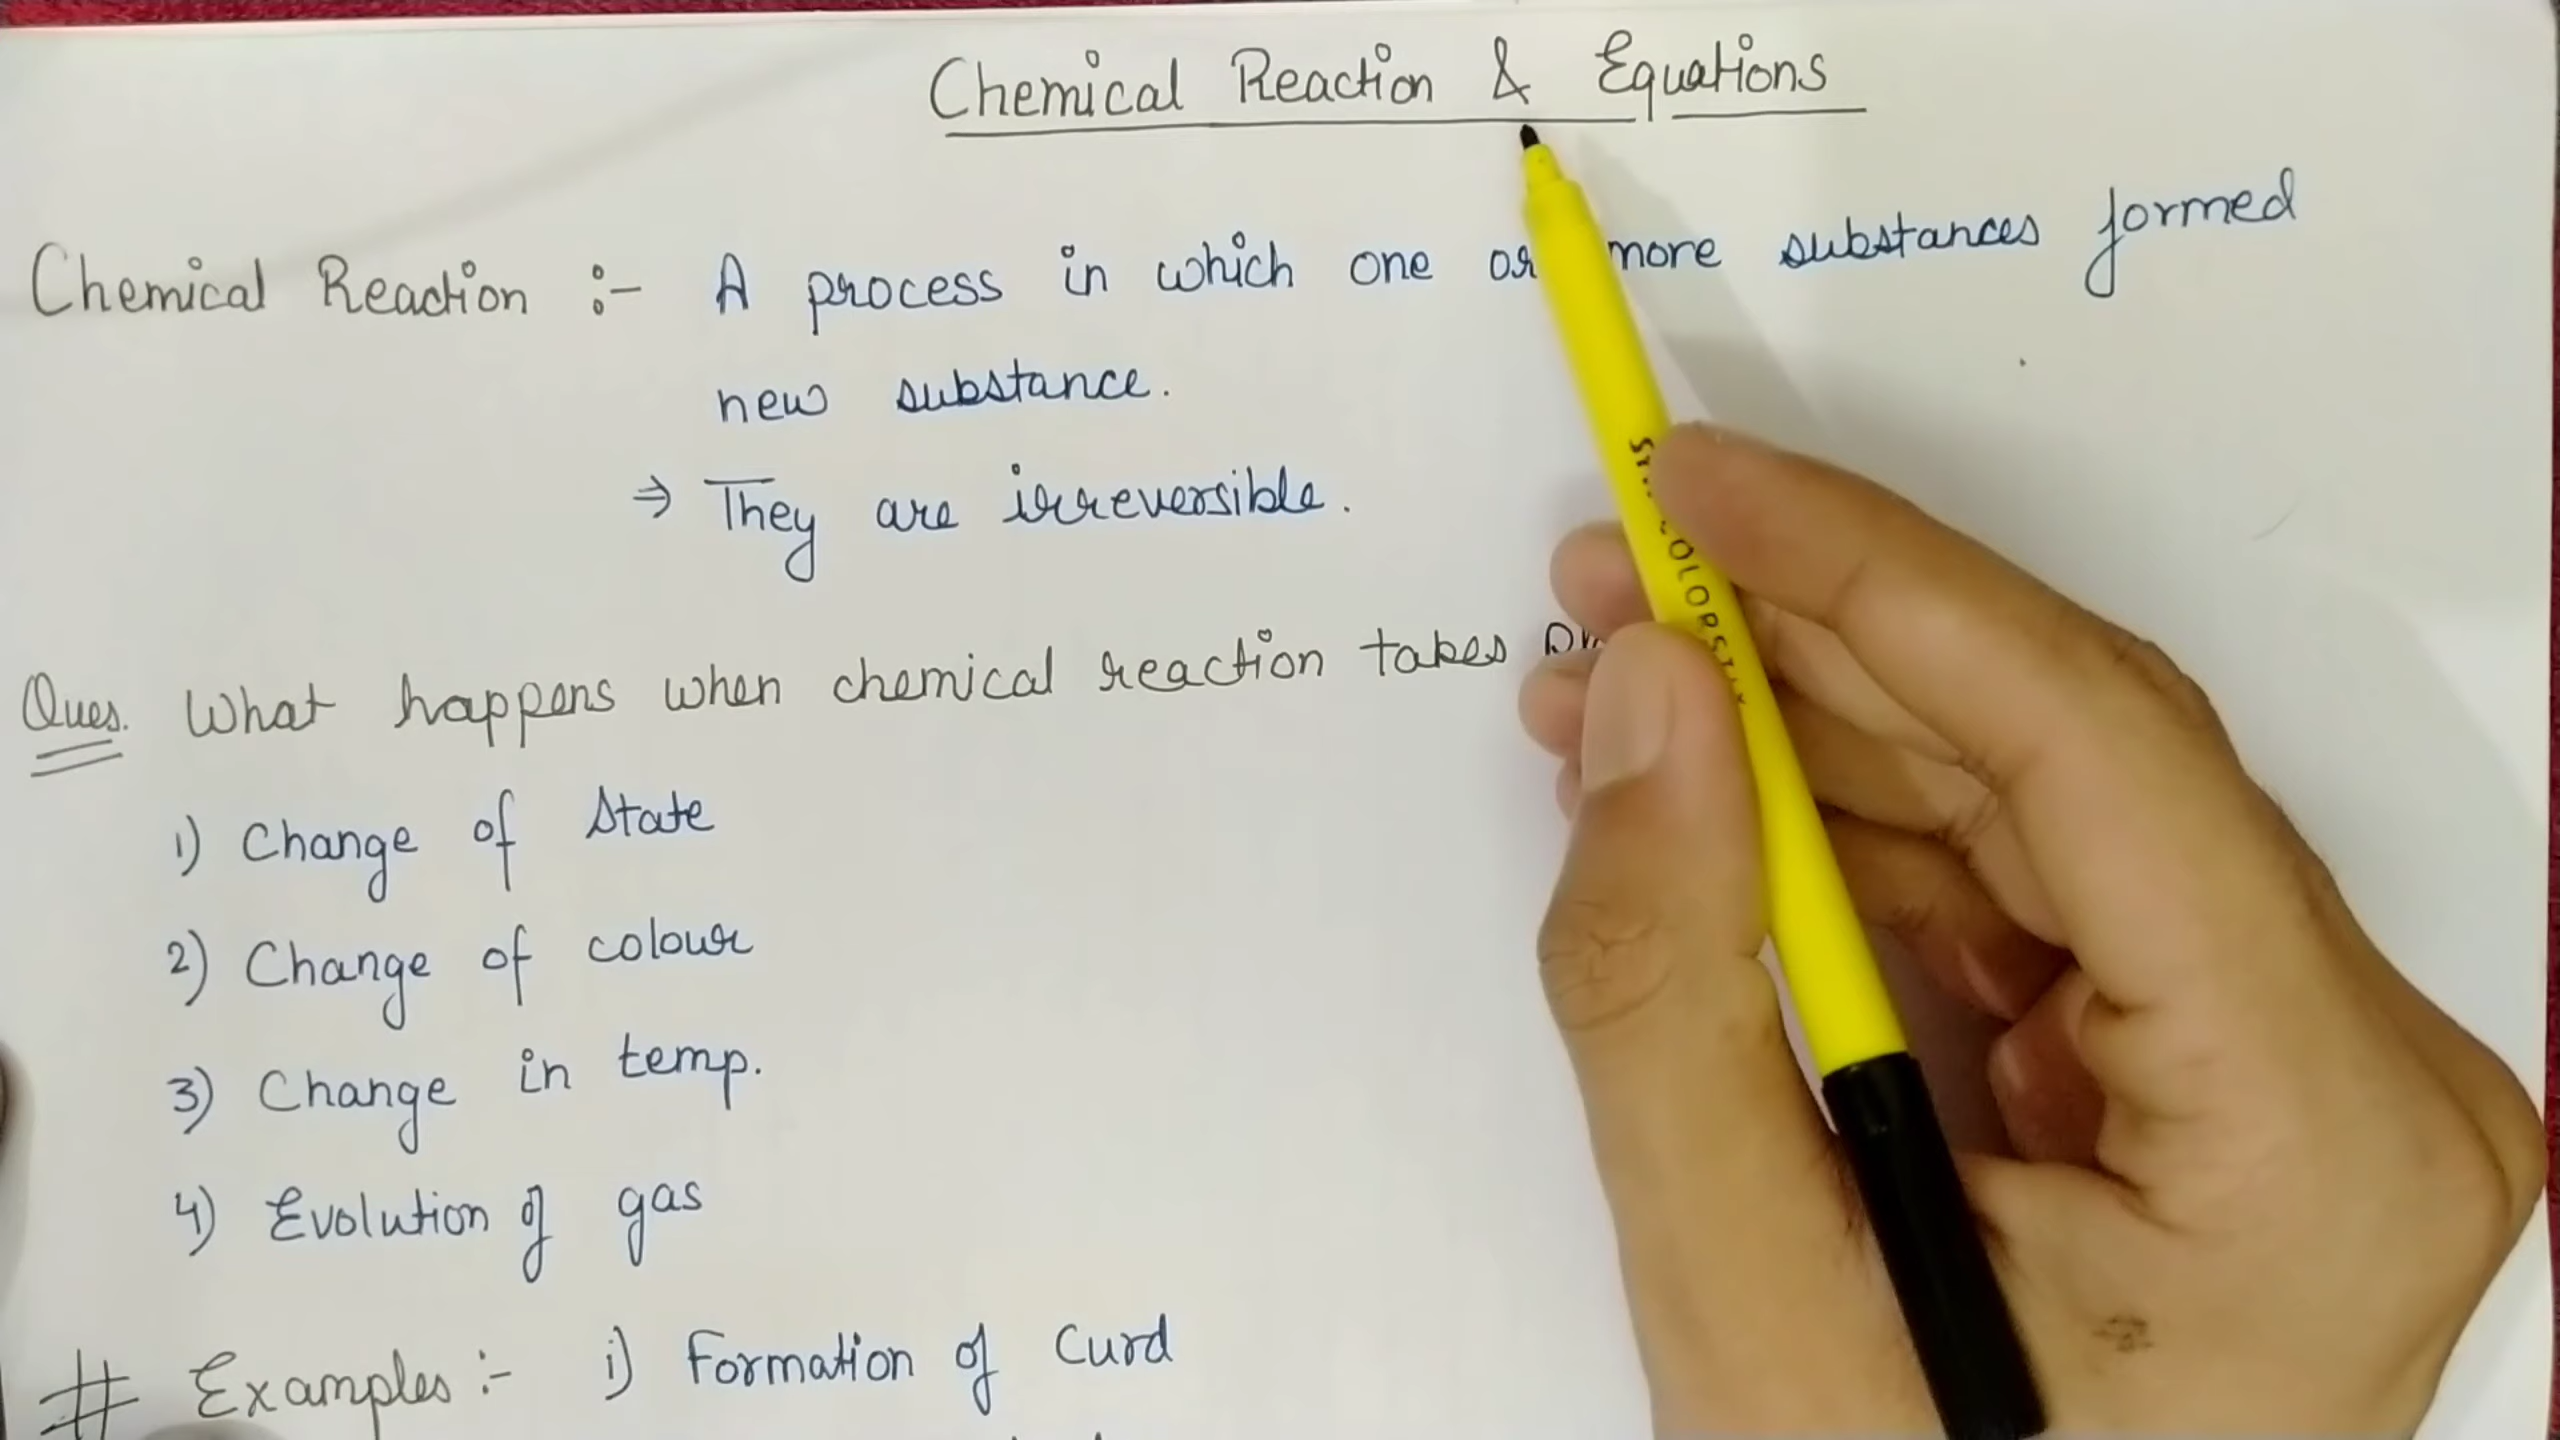 Chemical Reaction & Equations
Chemical Reaction :- A process in which one or more substances formed
new substance.
⇒ They are irreversible.
Ques. What happens when chemical reaction takes
1) Change of state
2) Change of colour
3) Change in temp.
4) Evolution of gas
# Examples :- i) Formation of Curd